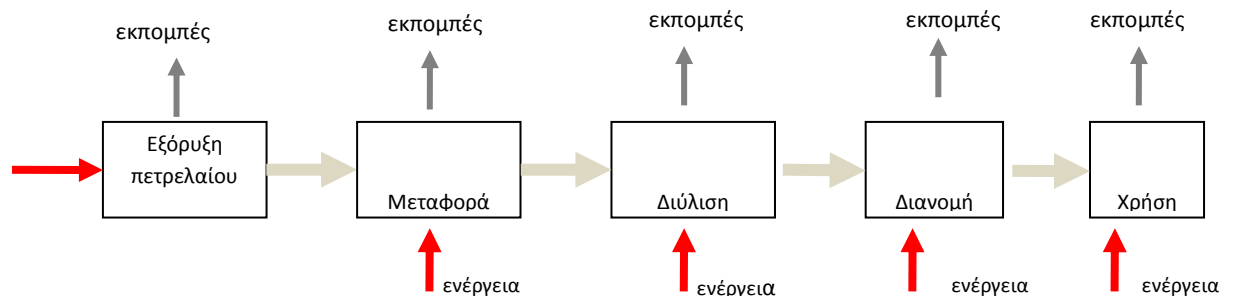 εκπομπές
εκπομπές
εκπομπές
εκπομπές
εκπομπές
Εξόρυξη
πετρελαίου
Μεταφορά
Διύλιση
Διανομή
Χρήση
ενέργεια
ενέργεια
ενέργεια
ενέργεια